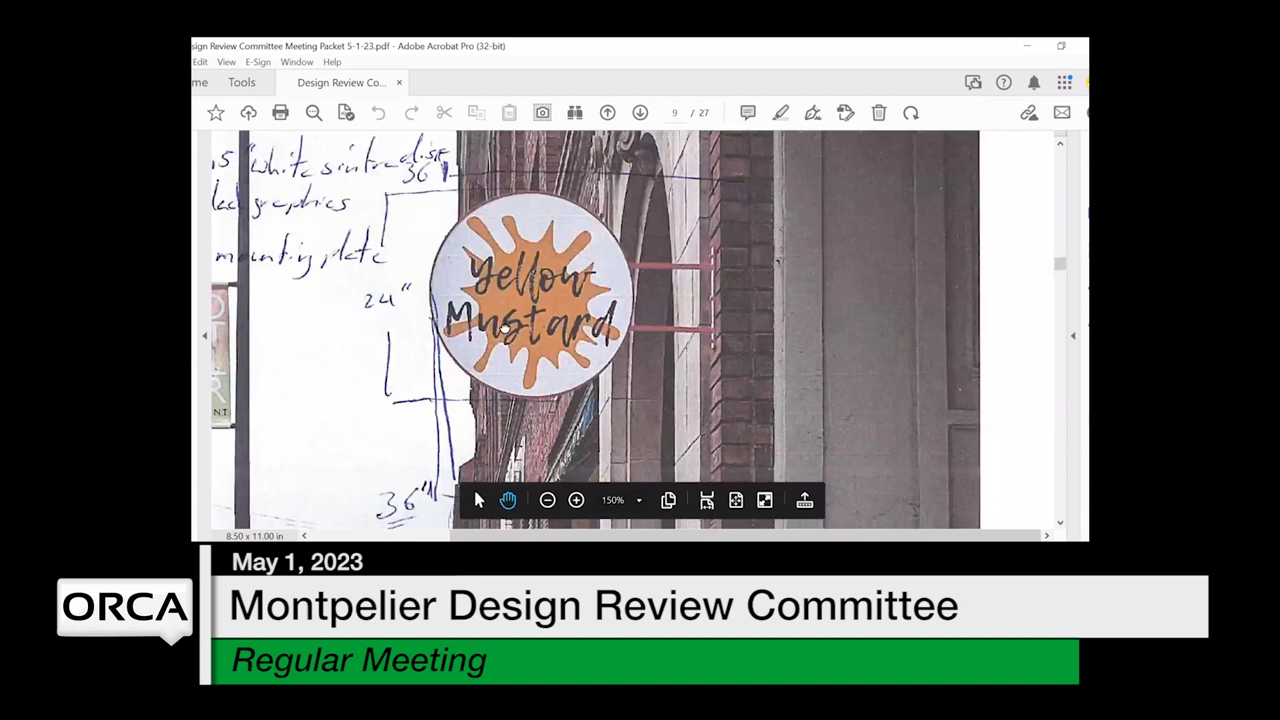 sign Review Committee Meeting Packet 5-1-23.pdf - Adobe Acrobat Pro (32-bit)
Edit View E-Sign Window Help
me Tools Design Review Co... ×
9 / 27
.5" white sintra disk
36"
lack graphics
mounting plate
24"
Yellow
Mustard
N.T
36"
150%
8.50 x 11.00 in
May 1, 2023
ORCA
Montpelier Design Review Committee
Regular Meeting